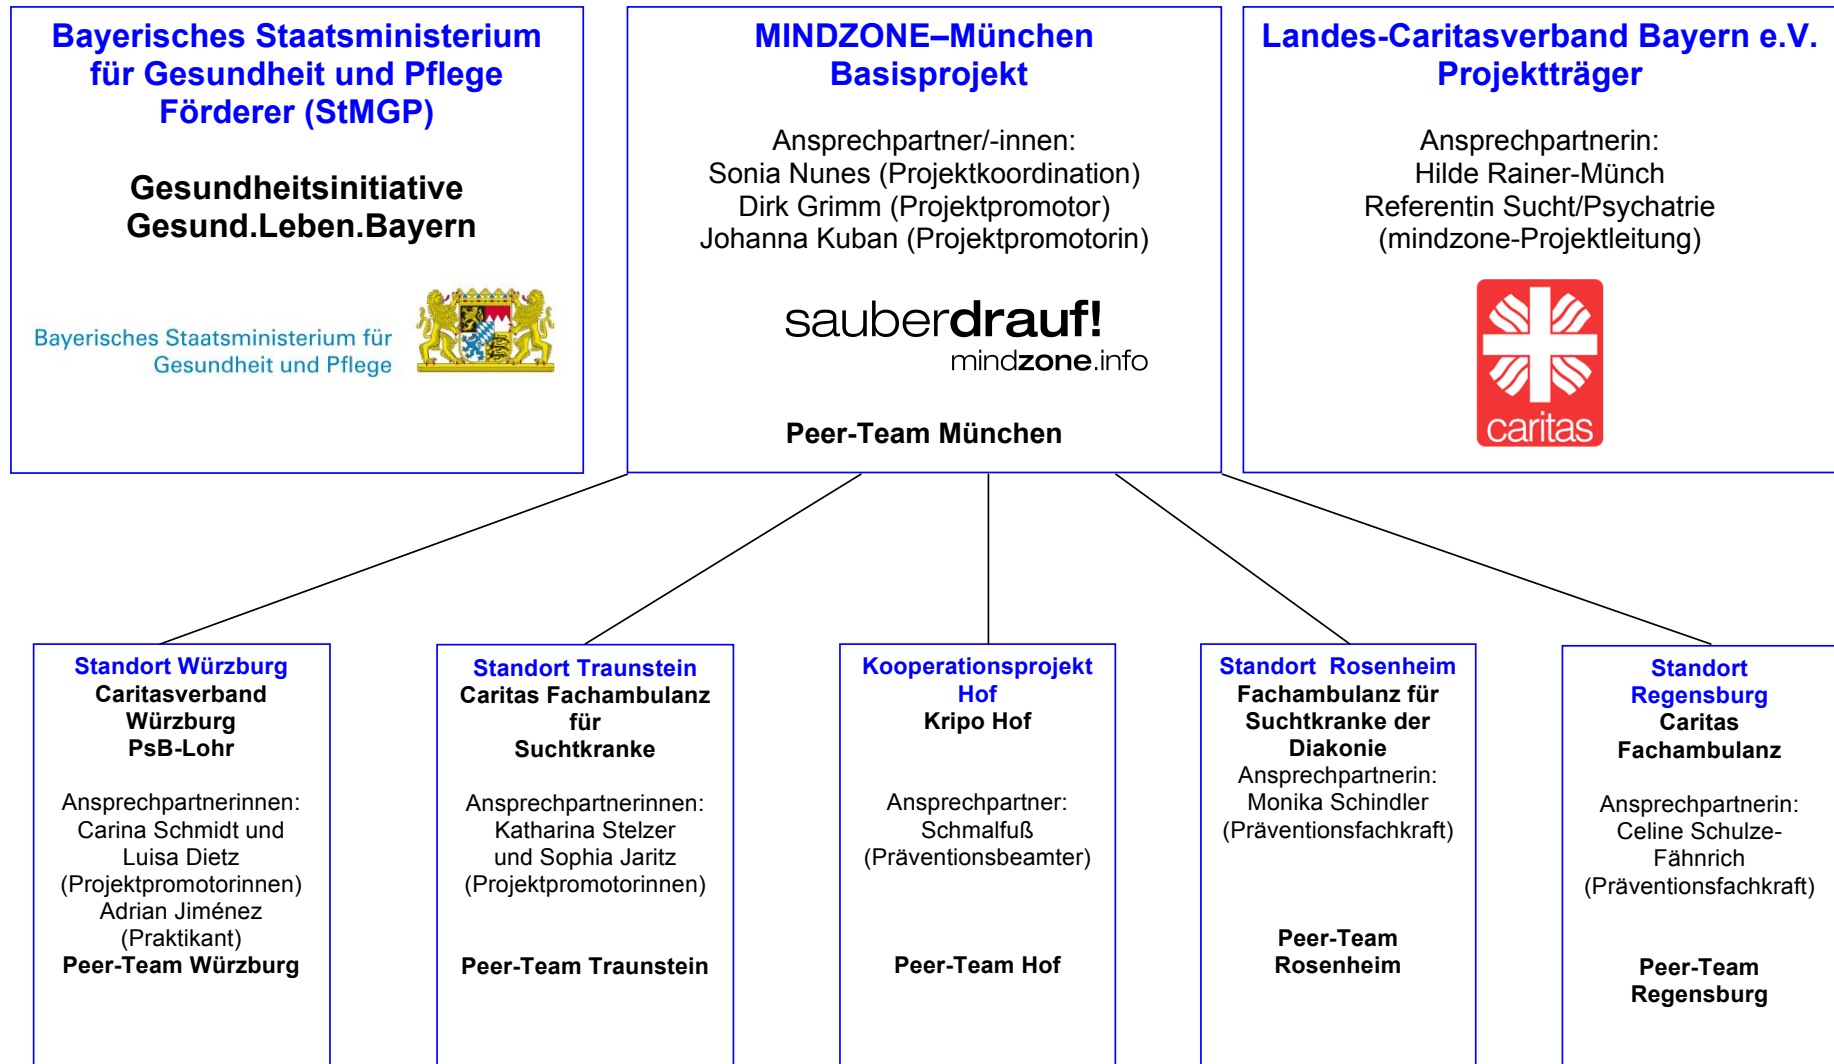 Bayerisches Staatsministerium
für Gesundheit und Pflege
Förderer (StMGP)
Gesundheitsinitiative
Gesund.Leben.Bayern
Bayerisches Staatsministerium für
Gesundheit und Pflege
MINDZONE–München
Basisprojekt
Ansprechpartner/-innen:
Sonia Nunes (Projektkoordination)
Dirk Grimm (Projektpromotor)
Johanna Kuban (Projektpromotorin)
sauberdrauf!
mindzone.info
Peer-Team München
Landes-Caritasverband Bayern e.V.
Projektträger
Ansprechpartnerin:
Hilde Rainer-Münch
Referentin Sucht/Psychatrie
(mindzone-Projektleitung)
caritas
Standort Würzburg
Caritasverband
Würzburg
PsB-Lohr
Ansprechpartnerinnen:
Carina Schmidt und
Luisa Dietz
(Projektpromotorinnen)
Adrian Jiménez
(Praktikant)
Peer-Team Würzburg
Standort Traunstein
Caritas Fachambulanz
für
Suchtkranke
Ansprechpartnerinnen:
Katharina Stelzer
und Sophia Jaritz
(Projektpromotorinnen)
Peer-Team Traunstein
Kooperationsprojekt
Hof
Kripo Hof
Ansprechpartner:
Schmalfuß
(Präventionsbeamter)
Peer-Team Hof
Standort Rosenheim
Fachambulanz für
Suchtkranke der
Diakonie
Ansprechpartnerin:
Monika Schindler
(Präventionsfachkraft)
Peer-Team
Rosenheim
Standort
Regensburg
Caritas
Fachambulanz
Ansprechpartnerin:
Celine Schulze-
Fähnrich
(Präventionsfachkraft)
Peer-Team
Regensburg